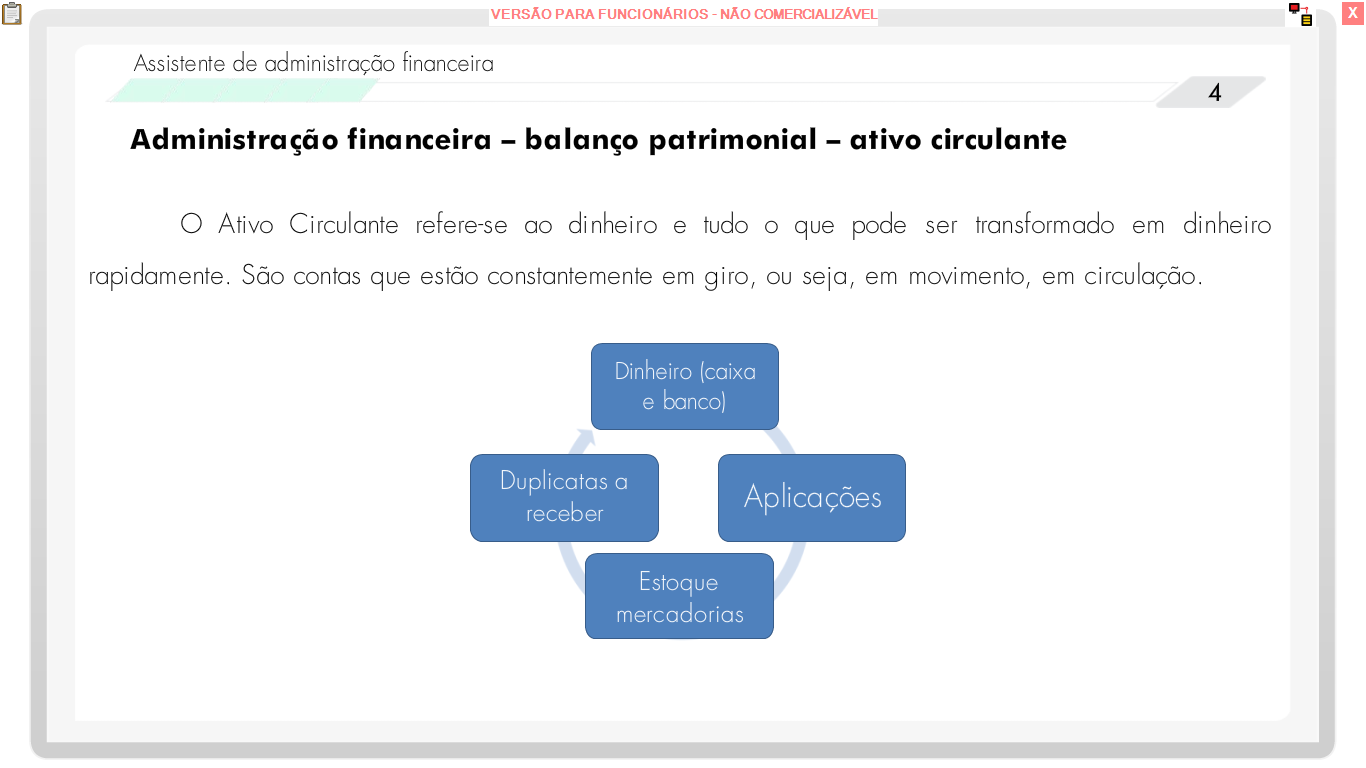 VERSÃO PARA FUNCIONÁRIOS - NÃO COMERCIALIZÁVEL
X
Assistente de administração financeira
4
Administração financeira – balanço patrimonial – ativo circulante
O Ativo Circulante refere-se ao dinheiro e tudo o que pode ser transformado em dinheiro
rapidamente. São contas que estão constantemente em giro, ou seja, em movimento, em circulação.
Dinheiro (caixa
e banco)
Duplicatas a
receber
Aplicações
Estoque
mercadorias